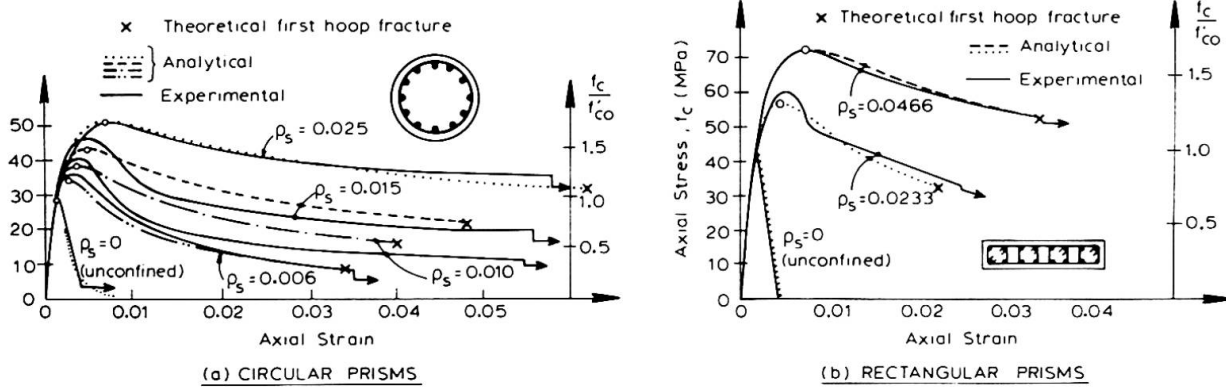 × Theoretical first hoop fracture
Analytical
Experimental
f_c
f'_co
50
40
30
20
10
0
1.5
1.0
0.5
ρ_s=0.025
ρ_s=0.015
ρ_s=0.010
ρ_s=0.006
ρ_s=0
(unconfined)
0
0.01
0.02
0.03
0.04
0.05
Axial Strain
(a) CIRCULAR PRISMS
× Theoretical first hoop fracture
Analytical
Experimental
f_c
f'_co
Axial Stress, f_c (MPa)
70
60
50
40
30
20
10
0
1.5
1.0
0.5
ρ_s=0.0466
ρ_s=0.0233
ρ_s=0
(unconfined)
0
0.01
0.02
0.03
0.04
Axial Strain
(b) RECTANGULAR PRISMS